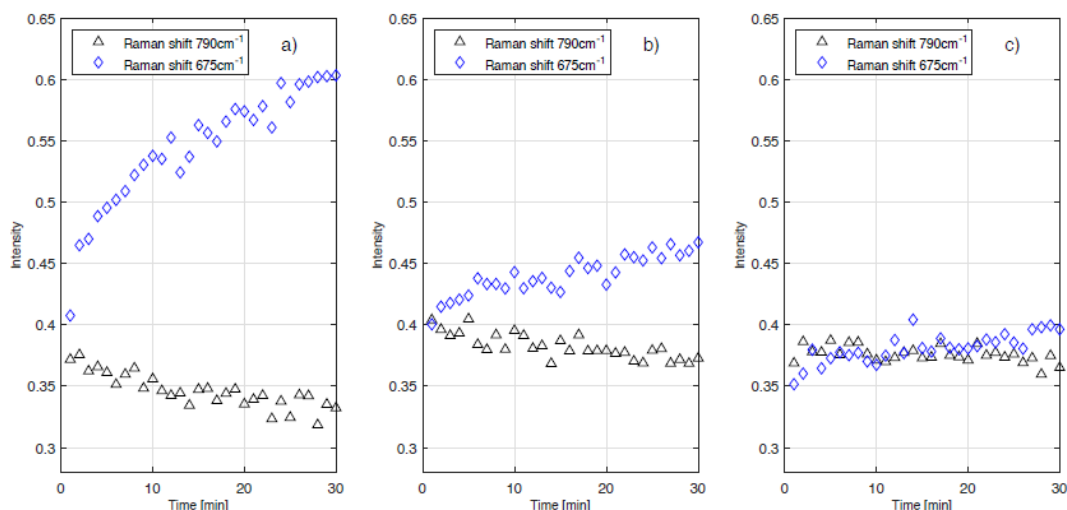 0.65
0.6
0.55
0.5
0.45
0.4
0.35
0.3
Intensity
0 10 20 30
Time [min]
Raman shift 790cm-1
Raman shift 675cm-1
a)
0.65
0.6
0.55
0.5
0.45
0.4
0.35
0.3
Intensity
0 10 20 30
Time [min]
Raman shift 790cm-1
Raman shift 675cm-1
b)
0.65
0.6
0.55
0.5
0.45
0.4
0.35
0.3
Intensity
0 10 20 30
Time [min]
Raman shift 790cm-1
Raman shift 675cm-1
c)